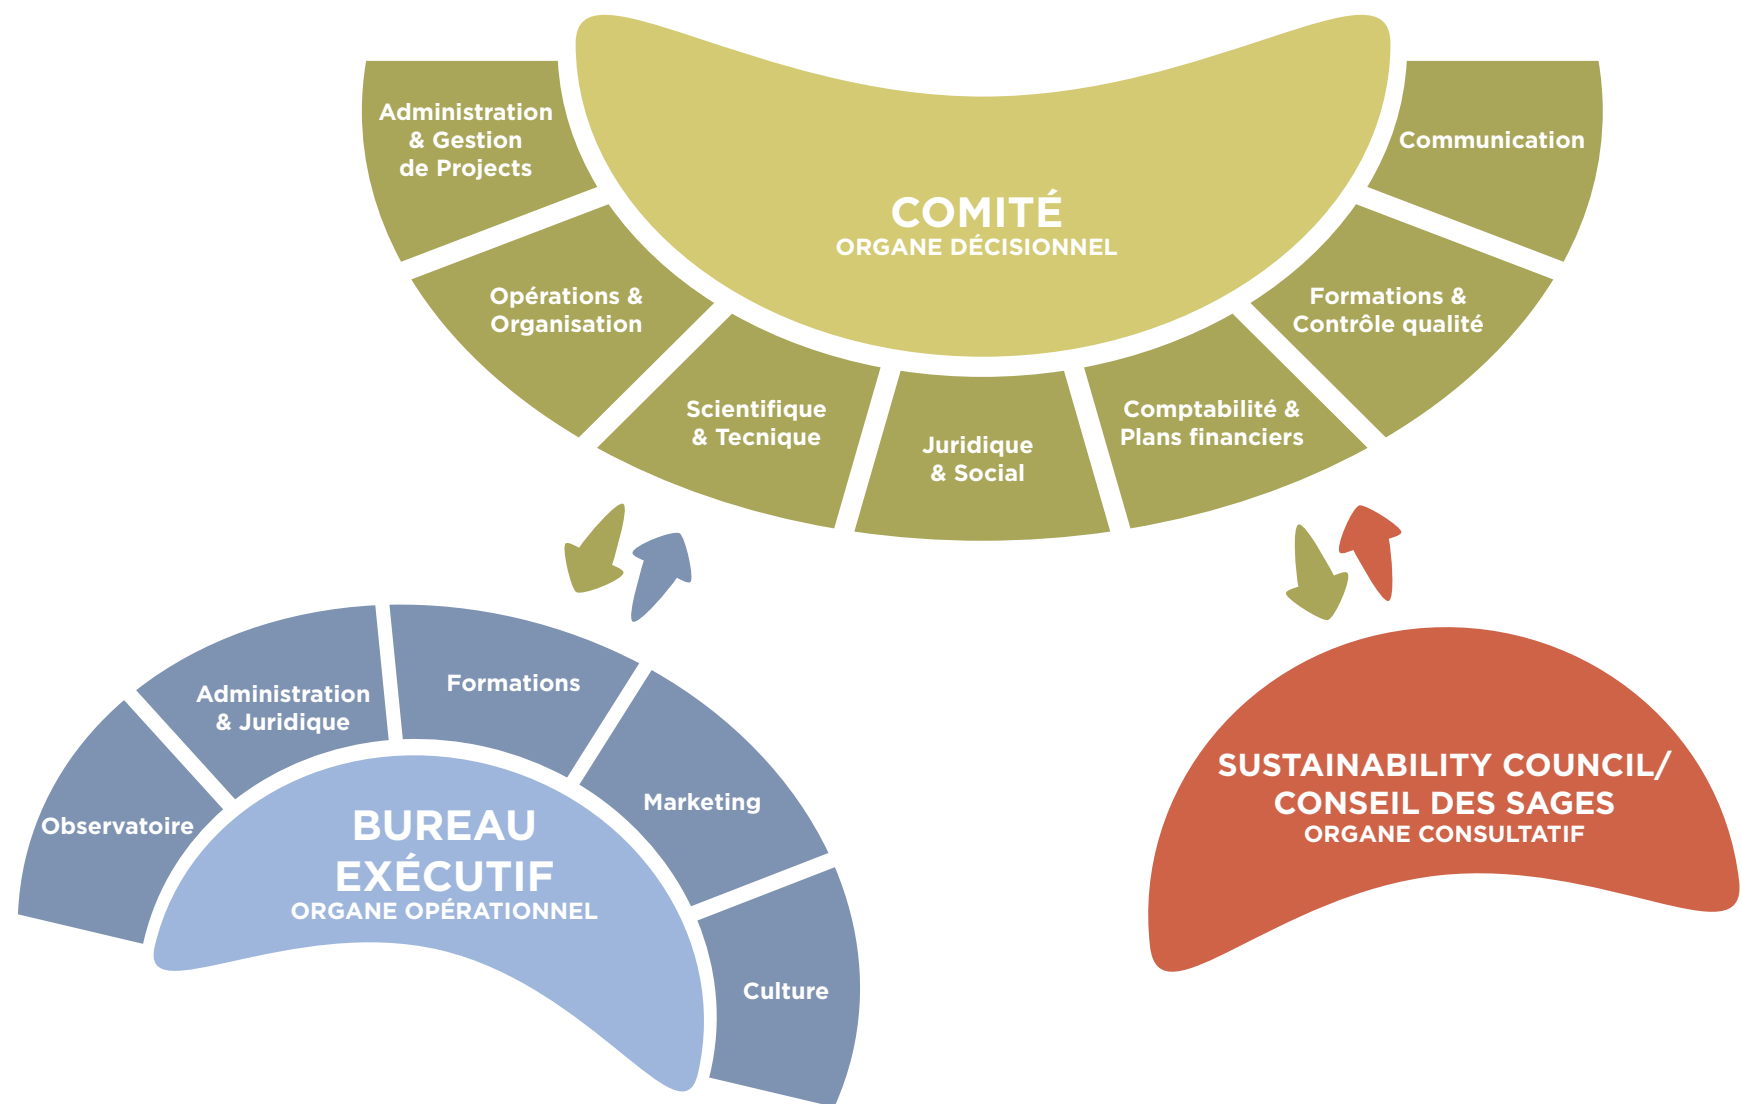 COMITÉ
ORGANE DÉCISIONNEL
Administration
& Gestion
de Projects
Opérations &
Organisation
Scientifique
& Tecnique
Juridique
& Social
Comptabilité &
Plans financiers
Formations &
Contrôle qualité
Communication
Observatoire
Administration
& Juridique
Formations
Marketing
Culture
BUREAU
EXÉCUTIF
ORGANE OPÉRATIONNEL
SUSTAINABILITY COUNCIL/
CONSEIL DES SAGES
ORGANE CONSULTATIF